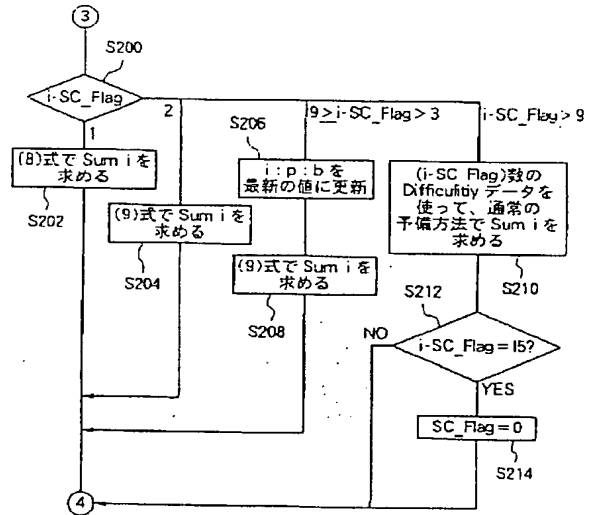 3
S200
i-SC_Flag
1
2
9≥i-SC_Flag>3
i-SC_Flag>9
(8)式で Sum i を
求める
S202
(9)式で Sum i を
求める
S204
S206
i:p:b を
最新の値に更新
(9)式で Sum i を
求める
S208
(i-SC Flag)数の
Difficulitiy データを
使って、通常の
予備方法で Sum i を
求める
S210
S212
i-SC_Flag=15?
NO
YES
SC_Flag=0
S214
4